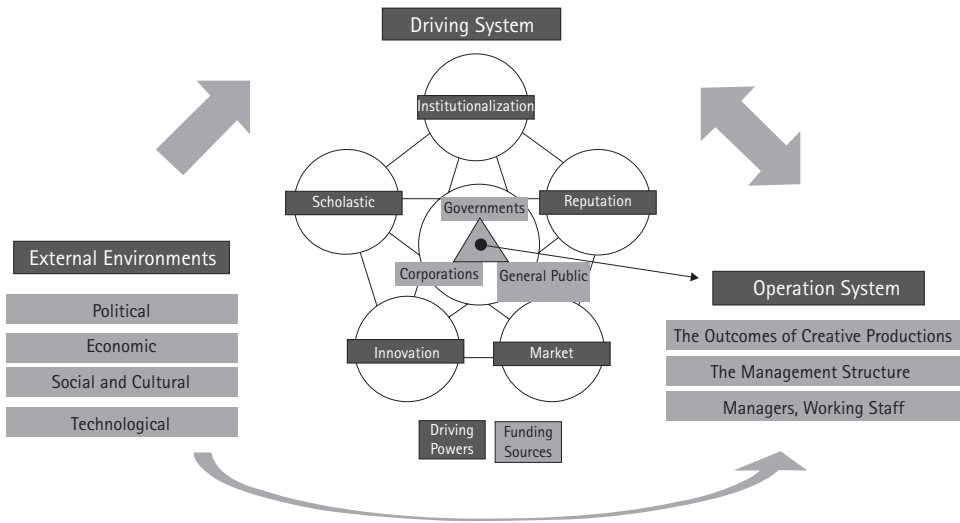 Driving System
Institutionalization
Scholastic
Reputation
Governments
Corporations
General Public
Innovation
Market
Driving
Powers
Funding
Sources
External Environments
Political
Economic
Social and Cultural
Technological
Operation System
The Outcomes of Creative Productions
The Management Structure
Managers, Working Staff